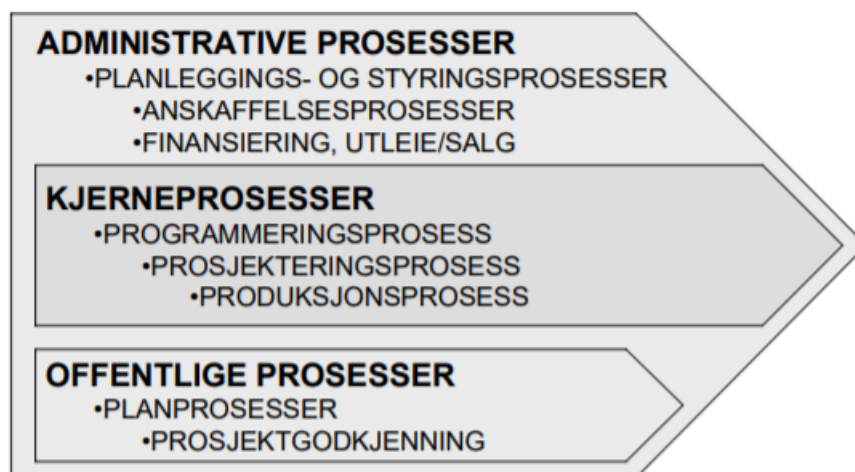 ADMINISTRATIVE PROSESSER
•PLANLEGGINGS- OG STYRINGSPROSESSER
•ANSKAFFELSESPROSESSER
•FINANSIERING, UTLEIE/SALG
KJERNEPROSESSER
•PROGRAMMERINGSPROSESS
•PROSJEKTERINGSPROSESS
•PRODUKSJONSPROSESS
OFFENTLIGE PROSESSER
•PLANPROSESSER
•PROSJEKTGODKJENNING